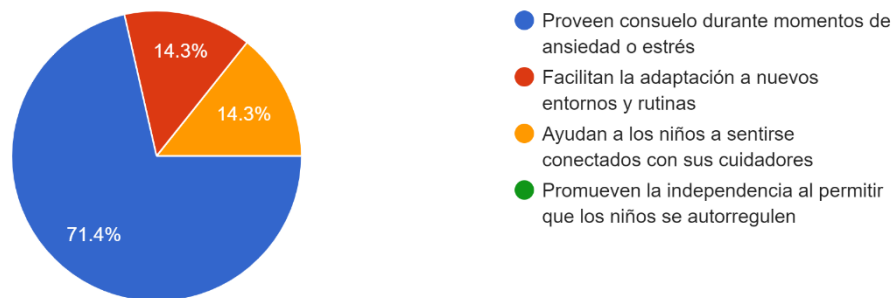 14.3%
14.3%
71.4%
Proveen consuelo durante momentos de
ansiedad o estrés
Facilitan la adaptación a nuevos
entornos y rutinas
Ayudan a los niños a sentirse
conectados con sus cuidadores
Promueven la independencia al permitir
que los niños se autorregulen